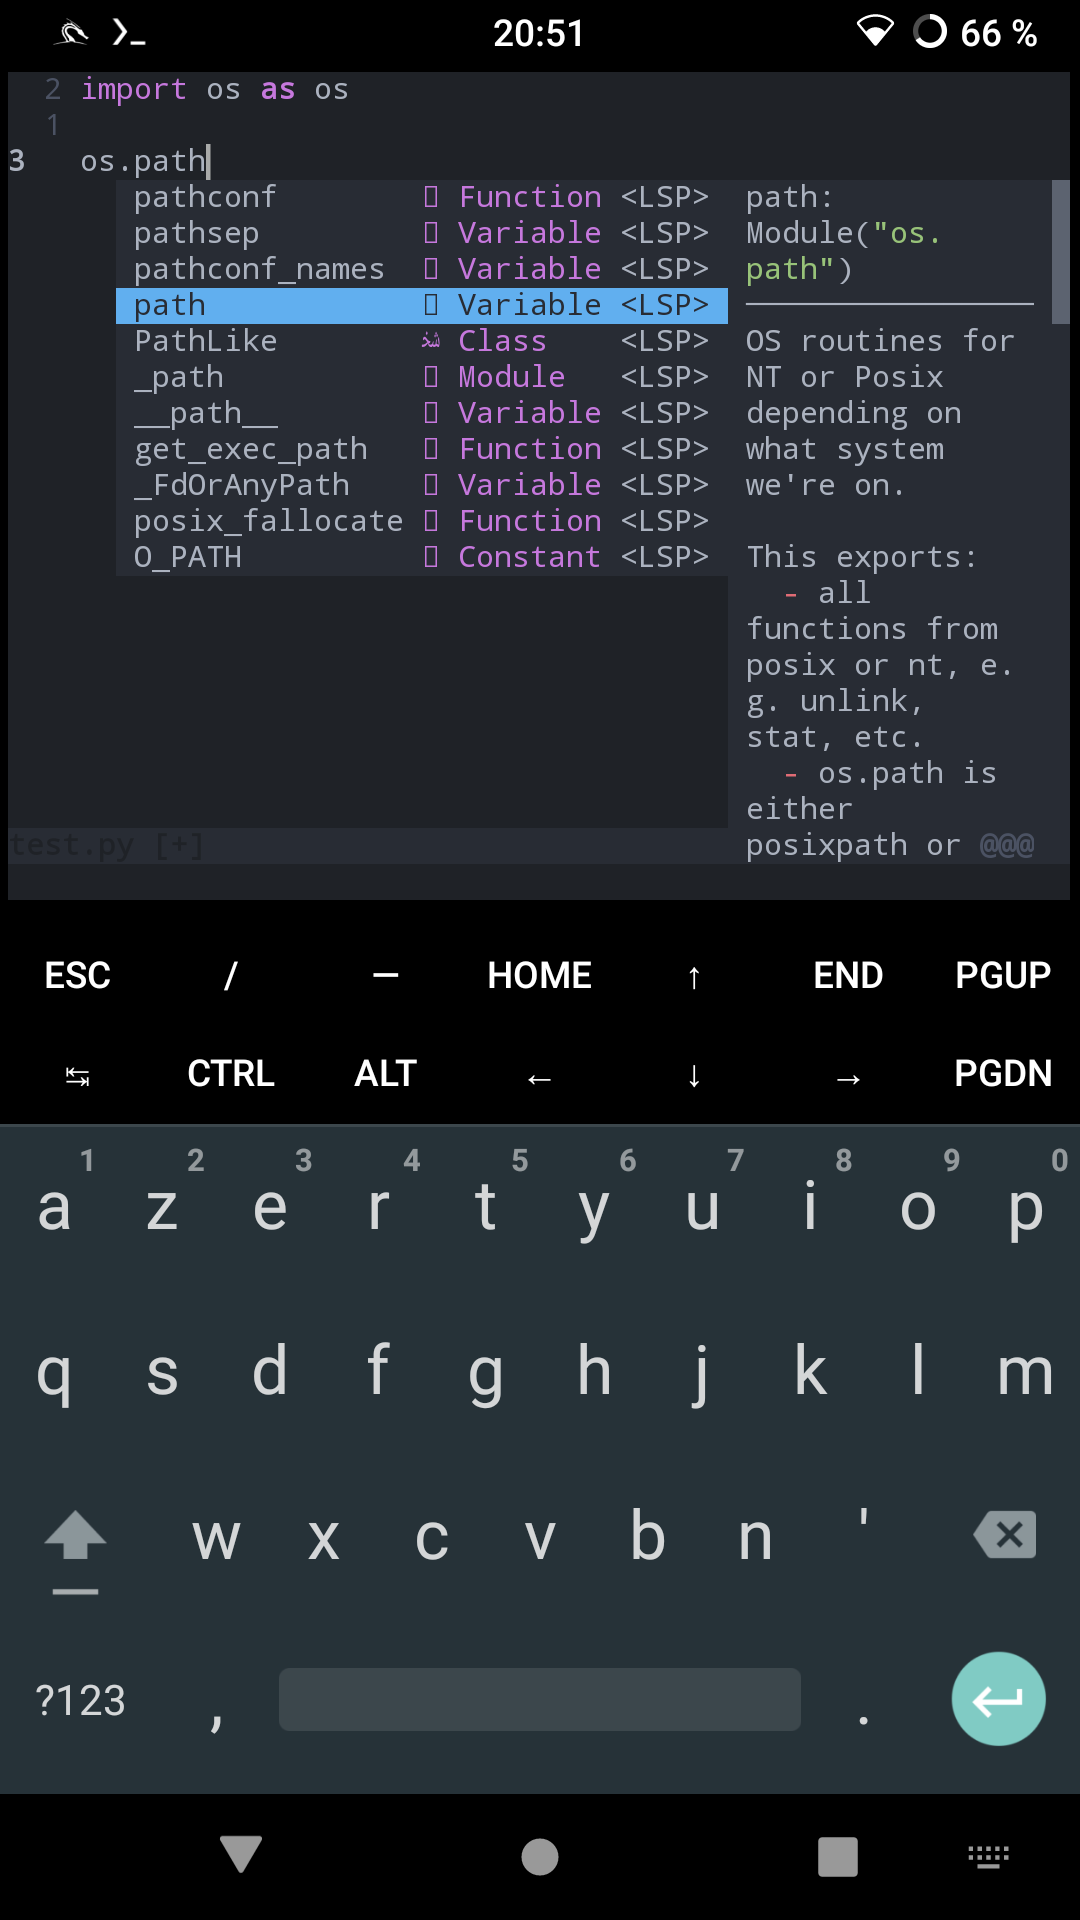 20:51 66 %
2 import os as os
1
3 os.path
pathconf Function <LSP>
pathsep Variable <LSP>
pathconf_names Variable <LSP>
path Variable <LSP>
PathLike Class <LSP>
_path Module <LSP>
__path__ Variable <LSP>
get_exec_path Function <LSP>
_FdOrAnyPath Variable <LSP>
posix_fallocate Function <LSP>
O_PATH Constant <LSP>
path:
Module("os.
path")
OS routines for
NT or Posix
depending on
what system
we're on.
This exports:
- all
functions from
posix or nt, e.
g. unlink,
stat, etc.
- os.path is
either
posixpath or @@@
test.py [+]
ESC / — HOME ↑ END PGUP
↹ CTRL ALT ← ↓ → PGDN
1 2 3 4 5 6 7 8 9 0
a z e r t y u i o p
q s d f g h j k l m
w x c v b n '
?123 , .